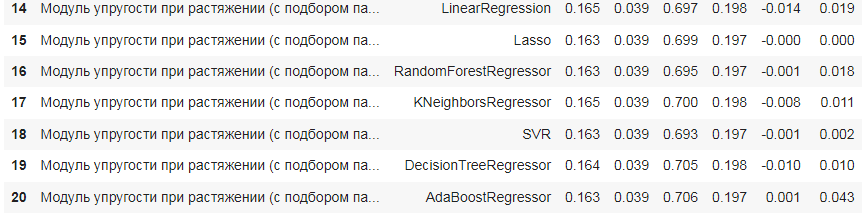 14 Модуль упругости при растяжении (с подбором па... LinearRegression 0.165 0.039 0.697 0.198 -0.014 0.019
15 Модуль упругости при растяжении (с подбором па... Lasso 0.163 0.039 0.699 0.197 -0.000 0.000
16 Модуль упругости при растяжении (с подбором па... RandomForestRegressor 0.163 0.039 0.695 0.197 -0.001 0.018
17 Модуль упругости при растяжении (с подбором па... KNeighborsRegressor 0.165 0.039 0.700 0.198 -0.008 0.011
18 Модуль упругости при растяжении (с подбором па... SVR 0.163 0.039 0.693 0.197 -0.001 0.002
19 Модуль упругости при растяжении (с подбором па... DecisionTreeRegressor 0.164 0.039 0.705 0.198 -0.010 0.010
20 Модуль упругости при растяжении (с подбором па... AdaBoostRegressor 0.163 0.039 0.706 0.197 0.001 0.043